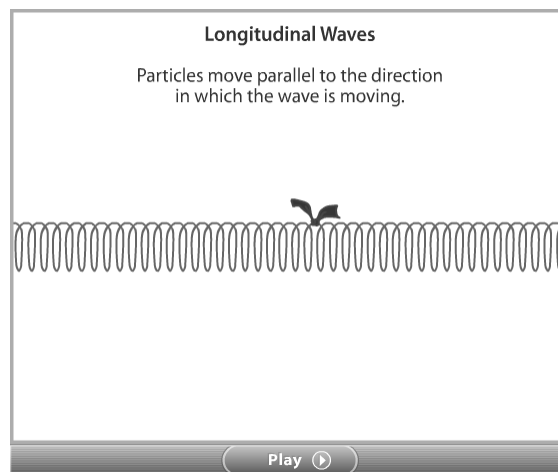 Longitudinal Waves
Particles move parallel to the direction
in which the wave is moving.
Play